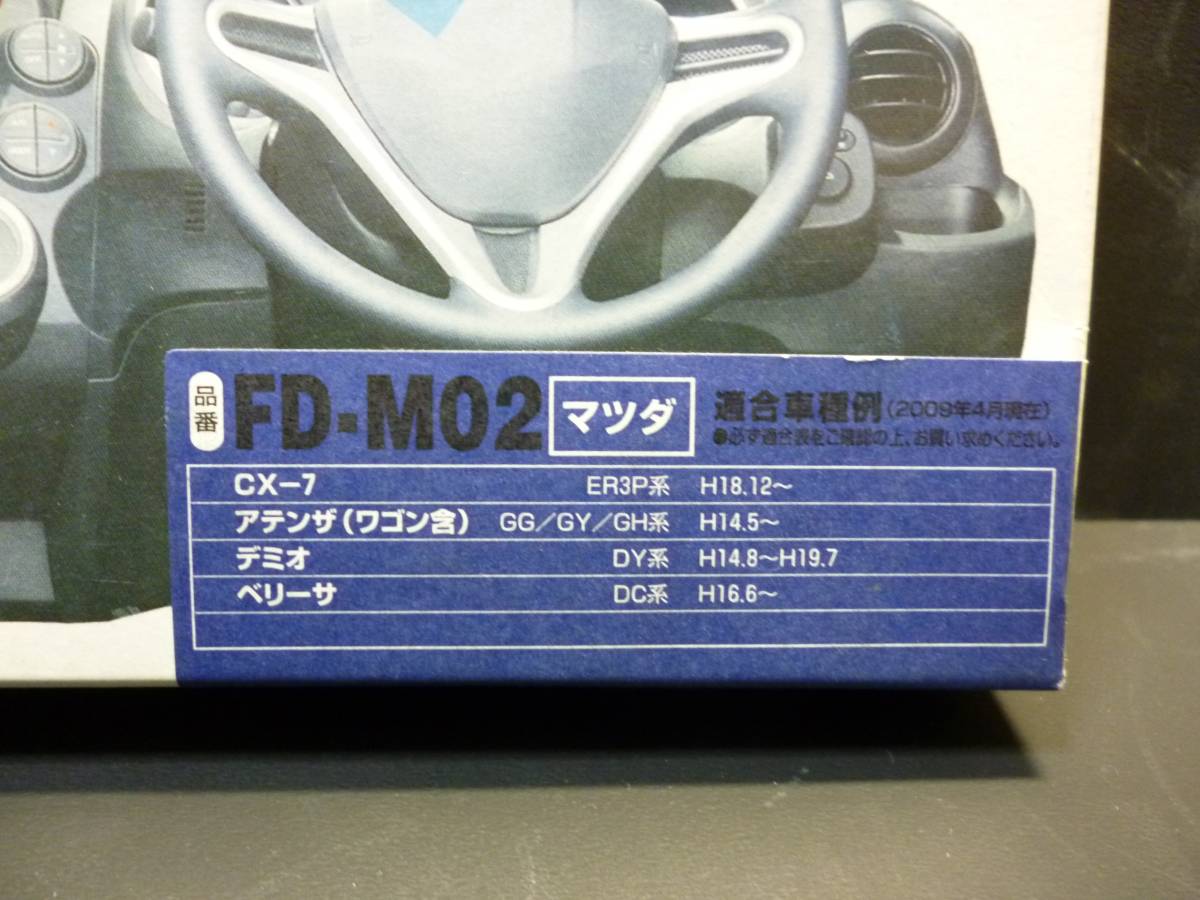 品番 FD-M02 マツダ 適合車種例(2009年4月現在)
●必ず適合表をご確認の上、お買い求めください。
CX-7 ER3P系 H18.12〜
アテンザ(ワゴン含) GG/GY/GH系 H14.5〜
デミオ DY系 H14.8〜H19.7
ベリーサ DC系 H16.6〜